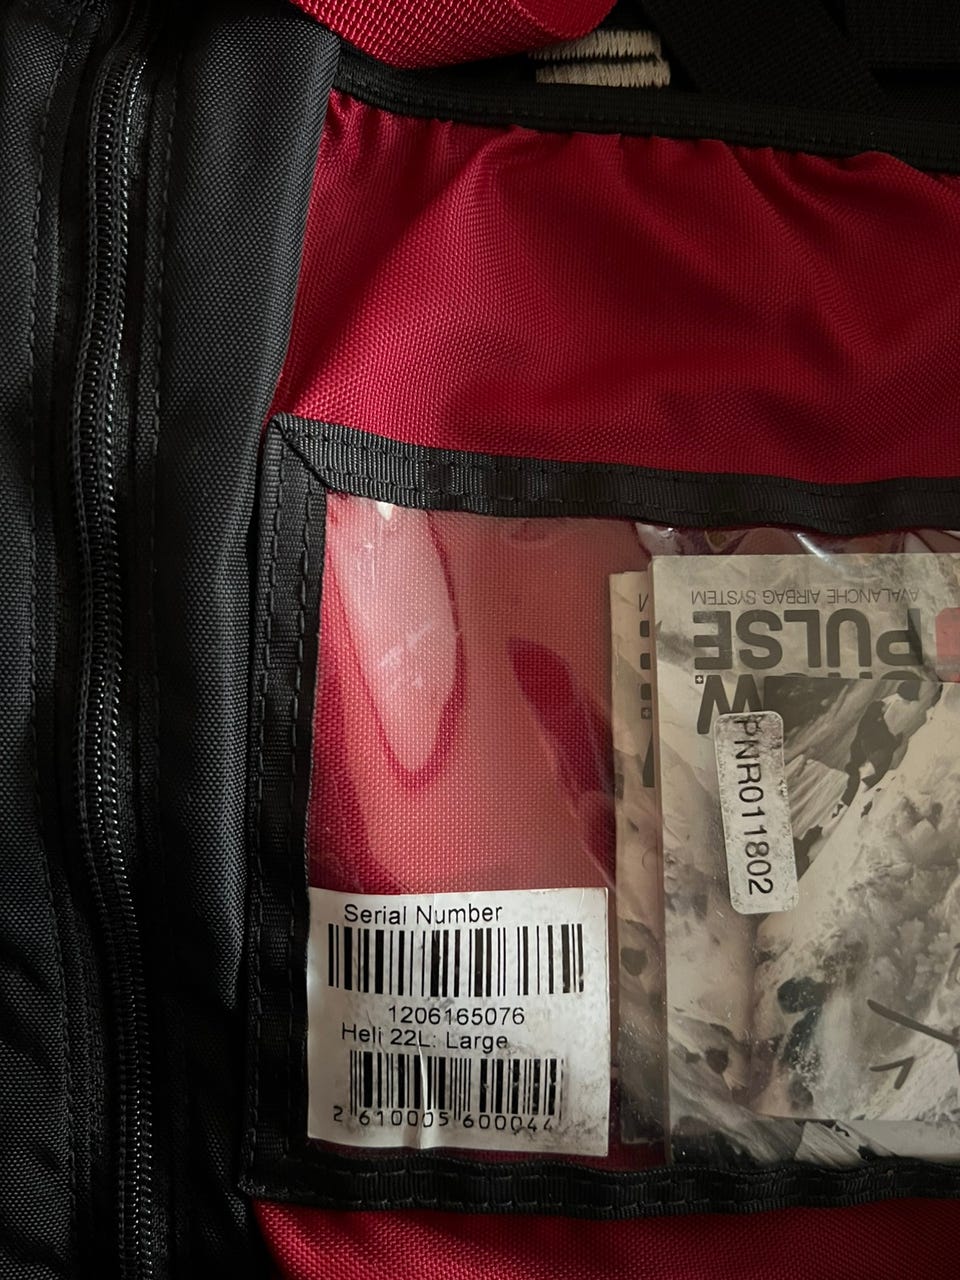 AVALANCHE AIRBAG SYSTEM
PULSE
PNR011802
Serial Number
1206165076
Heli 22L: Large
2 610005 600044